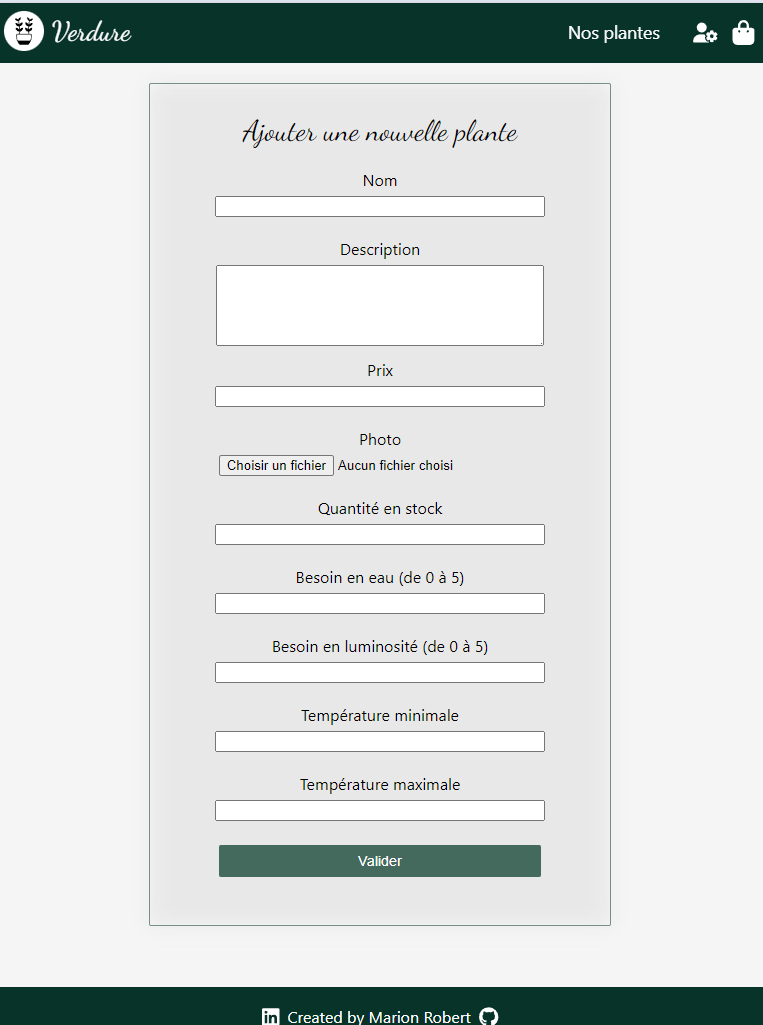 Verdure
Nos plantes
Ajouter une nouvelle plante
Nom
Description
Prix
Photo
Choisir un fichier Aucun fichier choisi
Quantité en stock
Besoin en eau (de 0 à 5)
Besoin en luminosité (de 0 à 5)
Température minimale
Température maximale
Valider
in Created by Marion Robert